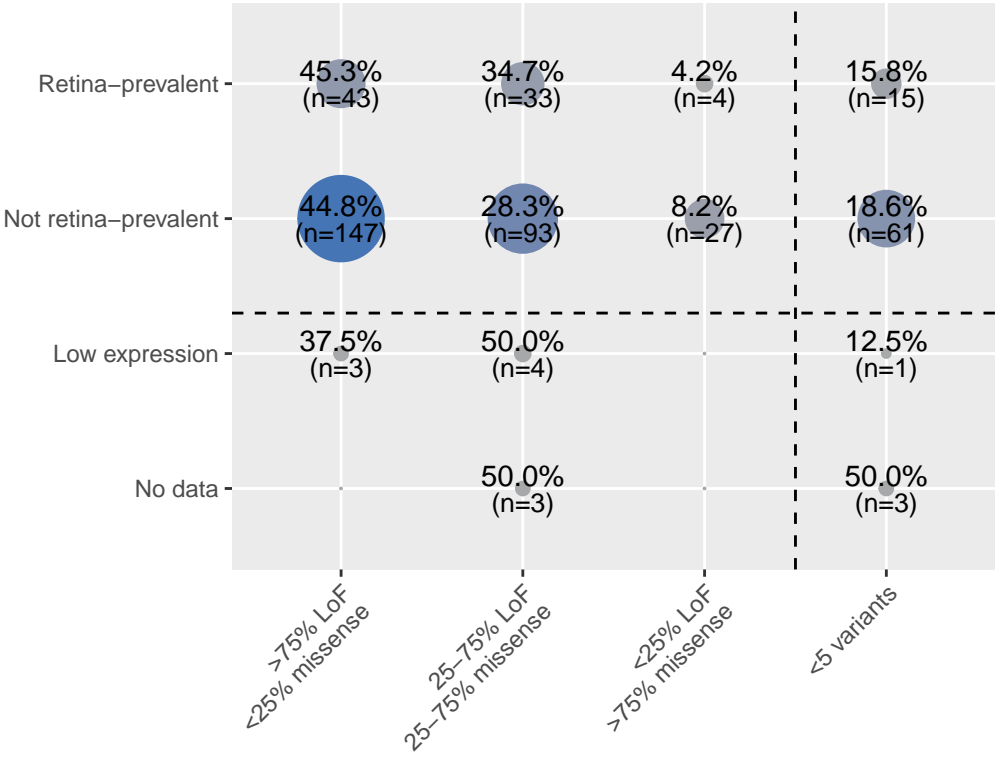 Retina–prevalent
45.3%
(n=43)
34.7%
(n=33)
4.2%
(n=4)
15.8%
(n=15)
Not retina–prevalent
44.8%
(n=147)
28.3%
(n=93)
8.2%
(n=27)
18.6%
(n=61)
Low expression
37.5%
(n=3)
50.0%
(n=4)
12.5%
(n=1)
No data
50.0%
(n=3)
50.0%
(n=3)
>75% LoF
<25% missense
25–75% LoF
25–75% missense
<25% LoF
>75% missense
<5 variants